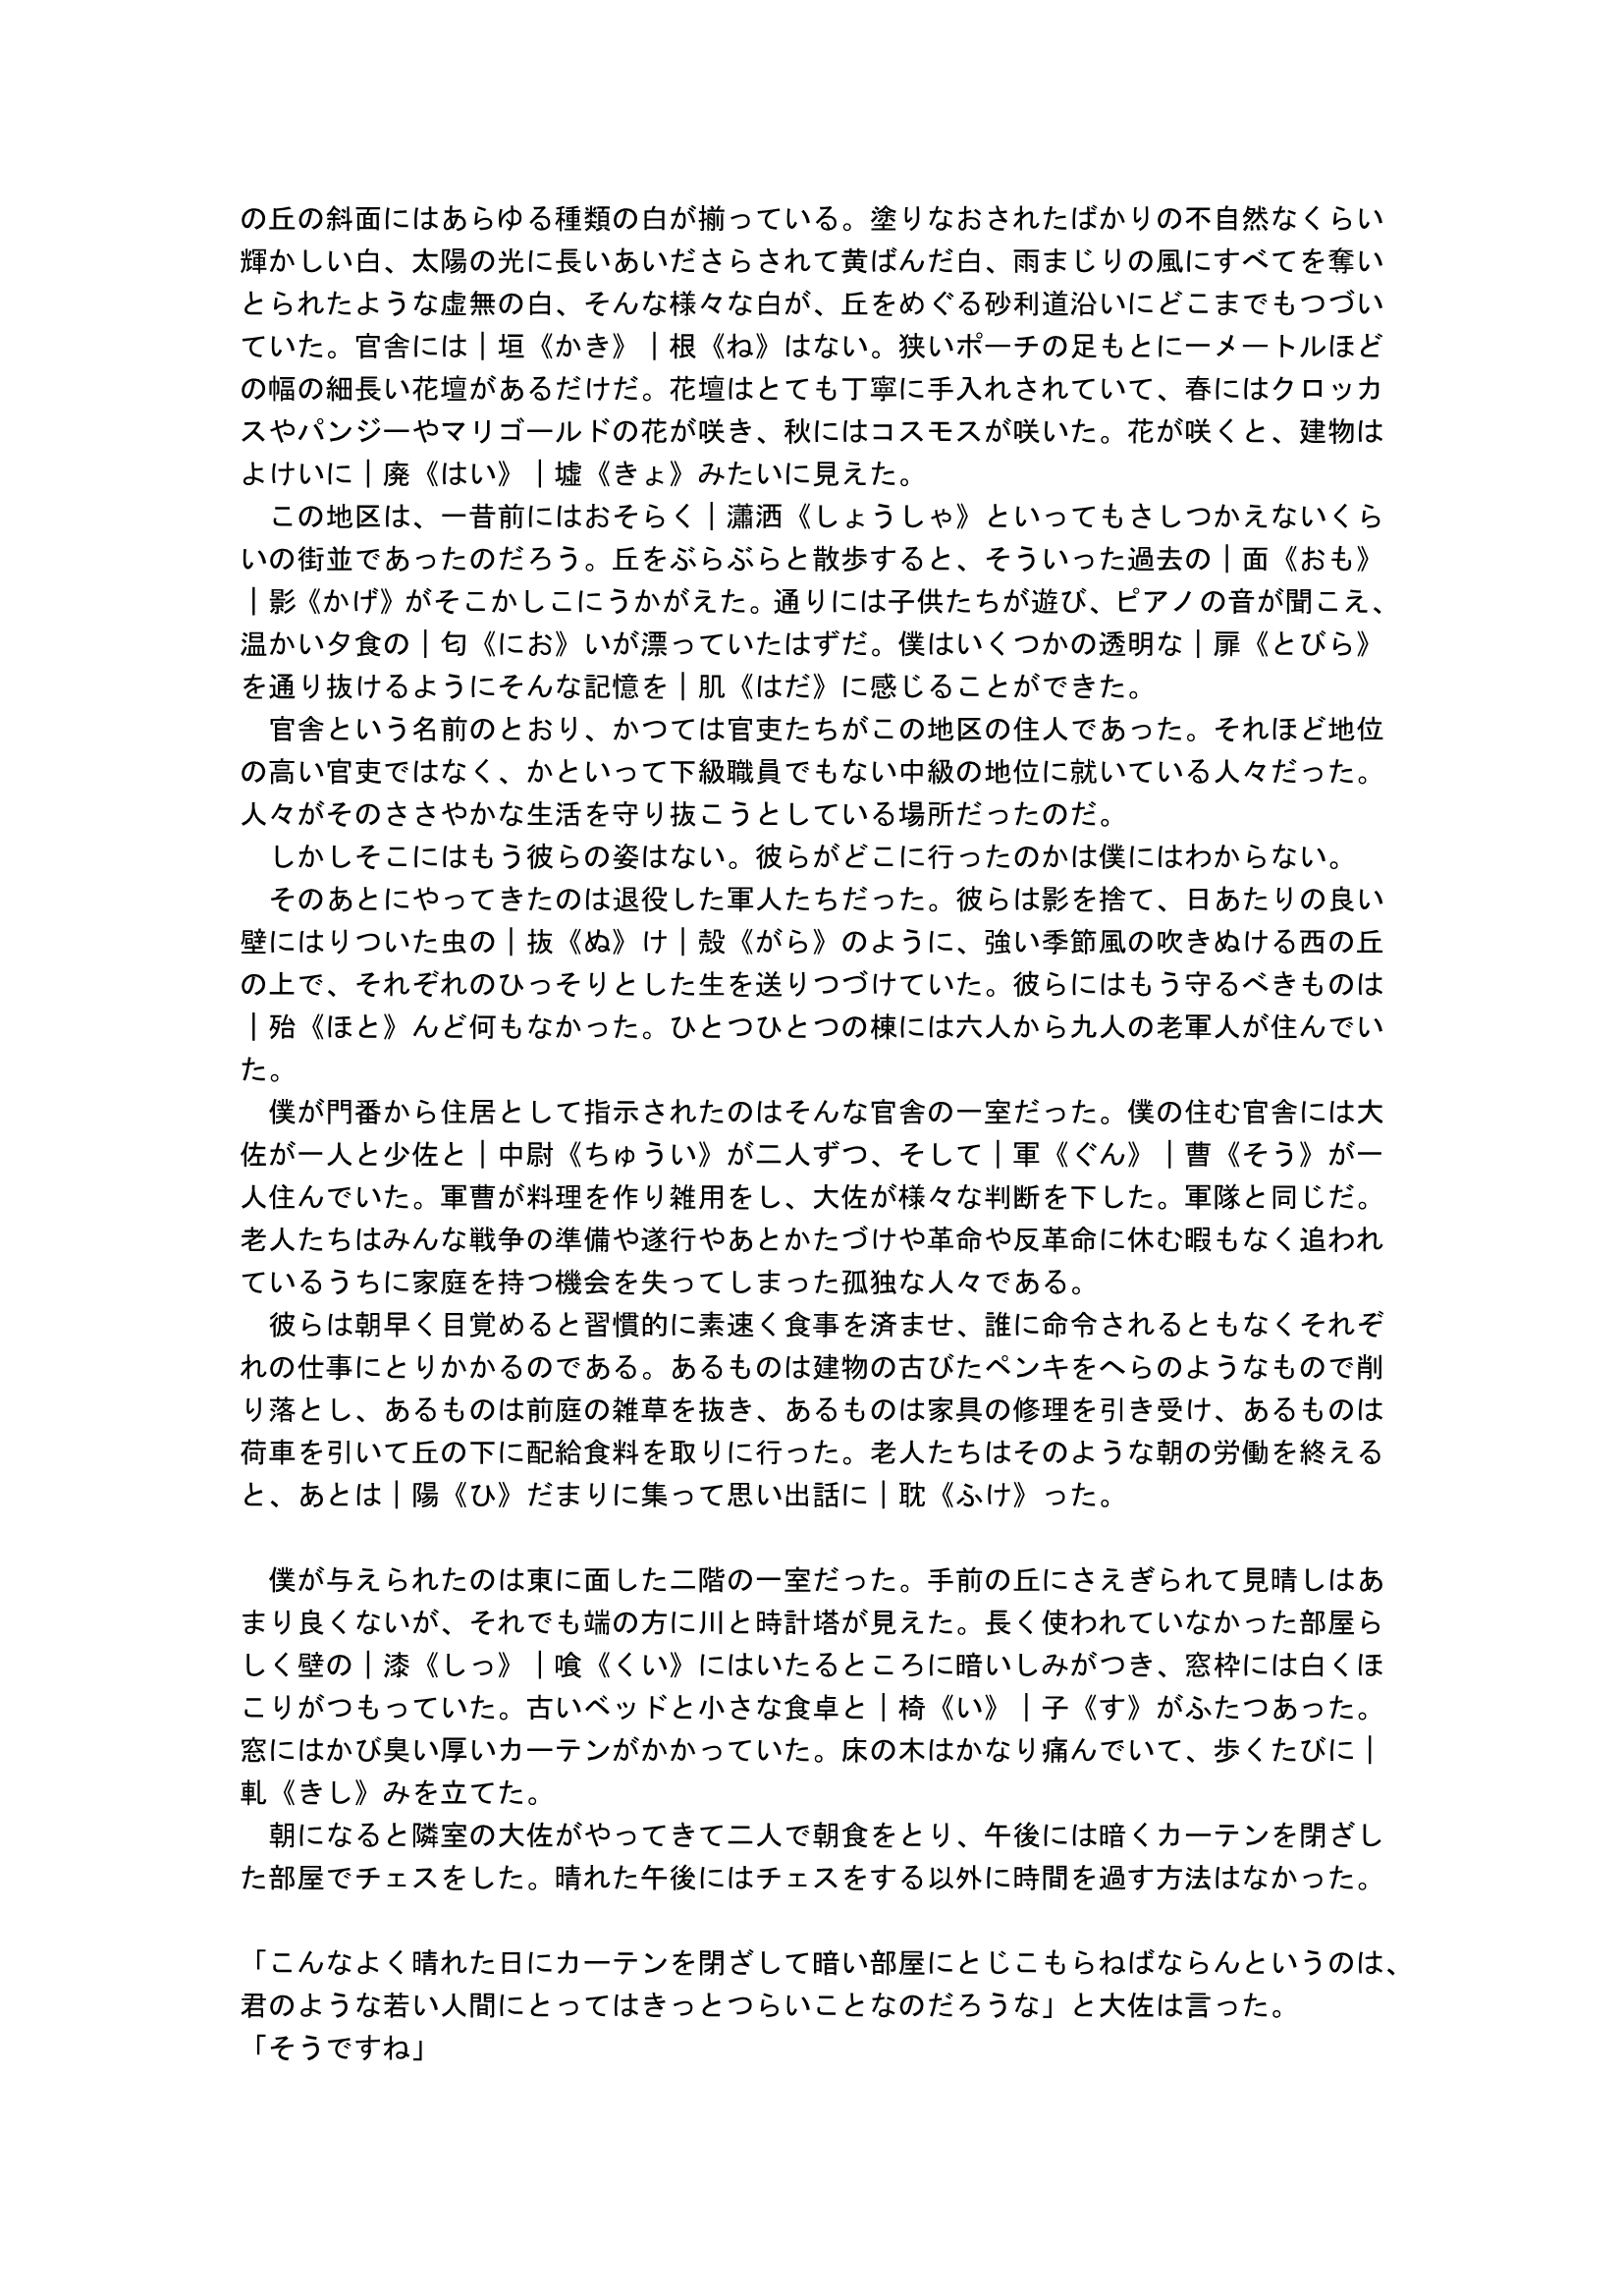 の丘の斜面にはあらゆる種類の白が揃っている。塗りなおされたばかりの不自然なくらい
輝かしい白、太陽の光に長いあいださらされて黄ばんだ白、雨まじりの風にすべてを奪い
とられたような虚無の白、そんな様々な白が、丘をめぐる砂利道沿いにどこまでもつづい
ていた。官舎には｜垣《かき》｜根《ね》はない。狭いポーチの足もとに一メートルほど
の幅の細長い花壇があるだけだ。花壇はとても丁寧に手入れされていて、春にはクロッカ
スやパンジーやマリゴールドの花が咲き、秋にはコスモスが咲いた。花が咲くと、建物は
よけいに｜廃《はい》｜墟《きょ》みたいに見えた。
　この地区は、一昔前にはおそらく｜瀟洒《しょうしゃ》といってもさしつかえないくら
いの街並であったのだろう。丘をぶらぶらと散歩すると、そういった過去の｜面《おも》
｜影《かげ》がそこかしこにうかがえた。通りには子供たちが遊び、ピアノの音が聞こえ、
温かい夕食の｜匂《にお》いが漂っていたはずだ。僕はいくつかの透明な｜扉《とびら》
を通り抜けるようにそんな記憶を｜肌《はだ》に感じることができた。
　官舎という名前のとおり、かつては官吏たちがこの地区の住人であった。それほど地位
の高い官吏ではなく、かといって下級職員でもない中級の地位に就いている人々だった。
人々がそのささやかな生活を守り抜こうとしている場所だったのだ。
　しかしそこにはもう彼らの姿はない。彼らがどこに行ったのかは僕にはわからない。
　そのあとにやってきたのは退役した軍人たちだった。彼らは影を捨て、日あたりの良い
壁にはりついた虫の｜抜《ぬ》け｜殻《がら》のように、強い季節風の吹きぬける西の丘
の上で、それぞれのひっそりとした生を送りつづけていた。彼らにはもう守るべきものは
｜殆《ほと》んど何もなかった。ひとつひとつの棟には六人から九人の老軍人が住んでい
た。
　僕が門番から住居として指示されたのはそんな官舎の一室だった。僕の住む官舎には大
佐が一人と少佐と｜中尉《ちゅうい》が二人ずつ、そして｜軍《ぐん》｜曹《そう》が一
人住んでいた。軍曹が料理を作り雑用をし、大佐が様々な判断を下した。軍隊と同じだ。
老人たちはみんな戦争の準備や遂行やあとかたづけや革命や反革命に休む暇もなく追われ
ているうちに家庭を持つ機会を失ってしまった孤独な人々である。
　彼らは朝早く目覚めると習慣的に素速く食事を済ませ、誰に命令されるともなくそれぞ
れの仕事にとりかかるのである。あるものは建物の古びたペンキをへらのようなもので削
り落とし、あるものは前庭の雑草を抜き、あるものは家具の修理を引き受け、あるものは
荷車を引いて丘の下に配給食料を取りに行った。老人たちはそのような朝の労働を終える
と、あとは｜陽《ひ》だまりに集って思い出話に｜耽《ふけ》った。
　僕が与えられたのは東に面した二階の一室だった。手前の丘にさえぎられて見晴しはあ
まり良くないが、それでも端の方に川と時計塔が見えた。長く使われていなかった部屋ら
しく壁の｜漆《しっ》｜喰《くい》にはいたるところに暗いしみがつき、窓枠には白くほ
こりがつもっていた。古いベッドと小さな食卓と｜椅《い》｜子《す》がふたつあった。
窓にはかび臭い厚いカーテンがかかっていた。床の木はかなり痛んでいて、歩くたびに｜
軋《きし》みを立てた。
　朝になると隣室の大佐がやってきて二人で朝食をとり、午後には暗くカーテンを閉ざし
た部屋でチェスをした。晴れた午後にはチェスをする以外に時間を過す方法はなかった。
「こんなよく晴れた日にカーテンを閉ざして暗い部屋にとじこもらねばならんというのは、
君のような若い人間にとってはきっとつらいことなのだろうな」と大佐は言った。
「そうですね」